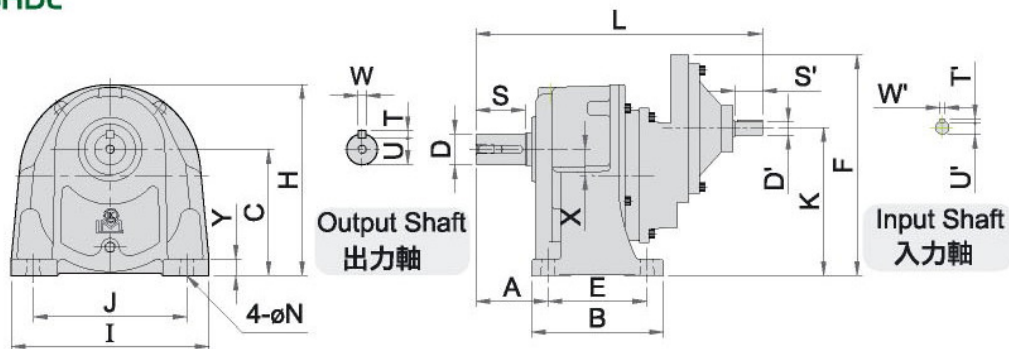 L
W
S
T
U
D
W'
S'
T'
U'
D'
K
F
H
C
Y
X
Output Shaft
出力軸
Input Shaft
入力軸
A
E
B
J
4-øN
I